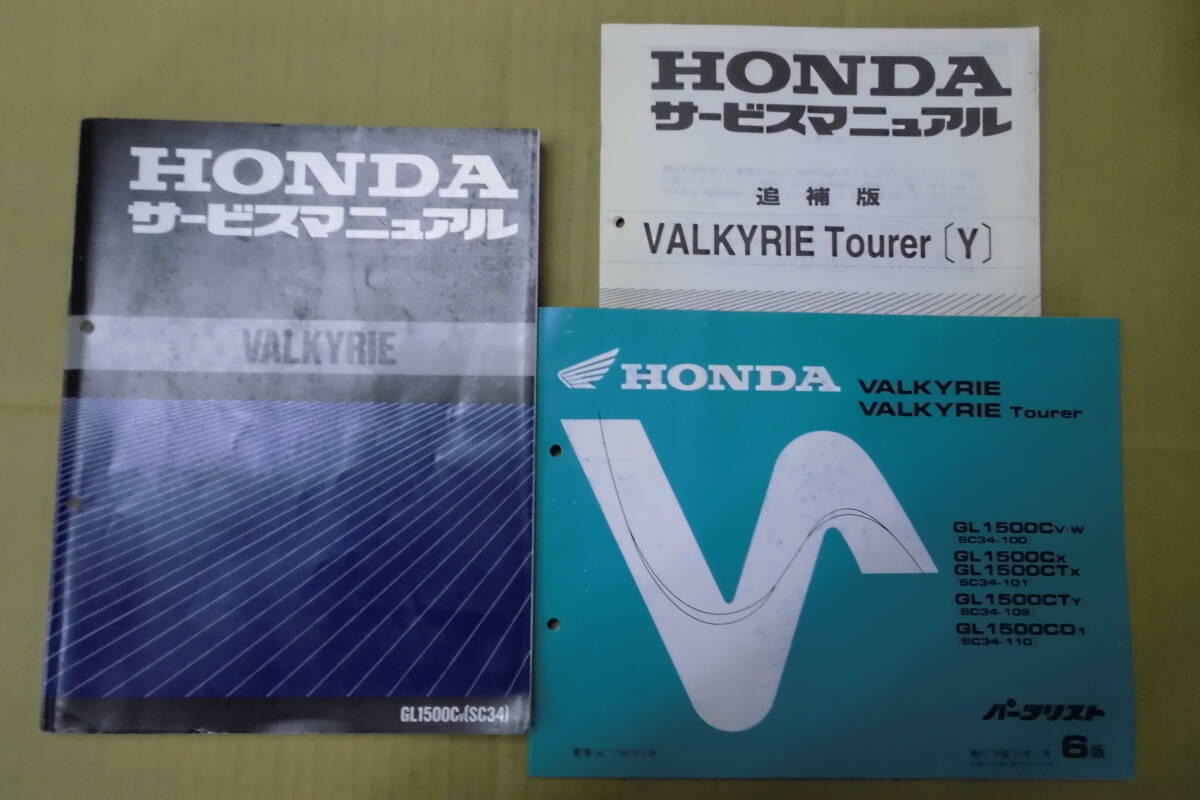 HONDA
サービスマニュアル
VALKYRIE
GL1500CV(SC34)
HONDA
サービスマニュアル
追補版
VALKYRIE Tourer〔Y〕
HONDA
VALKYRIE
VALKYRIE Tourer
GL1500CV·W
[SC34-100]
GL1500CX
GL1500CTX
[SC34-101]
GL1500CTY
[SC34-102]
GL1500CD1
[SC34-110]
パーツリスト
6版